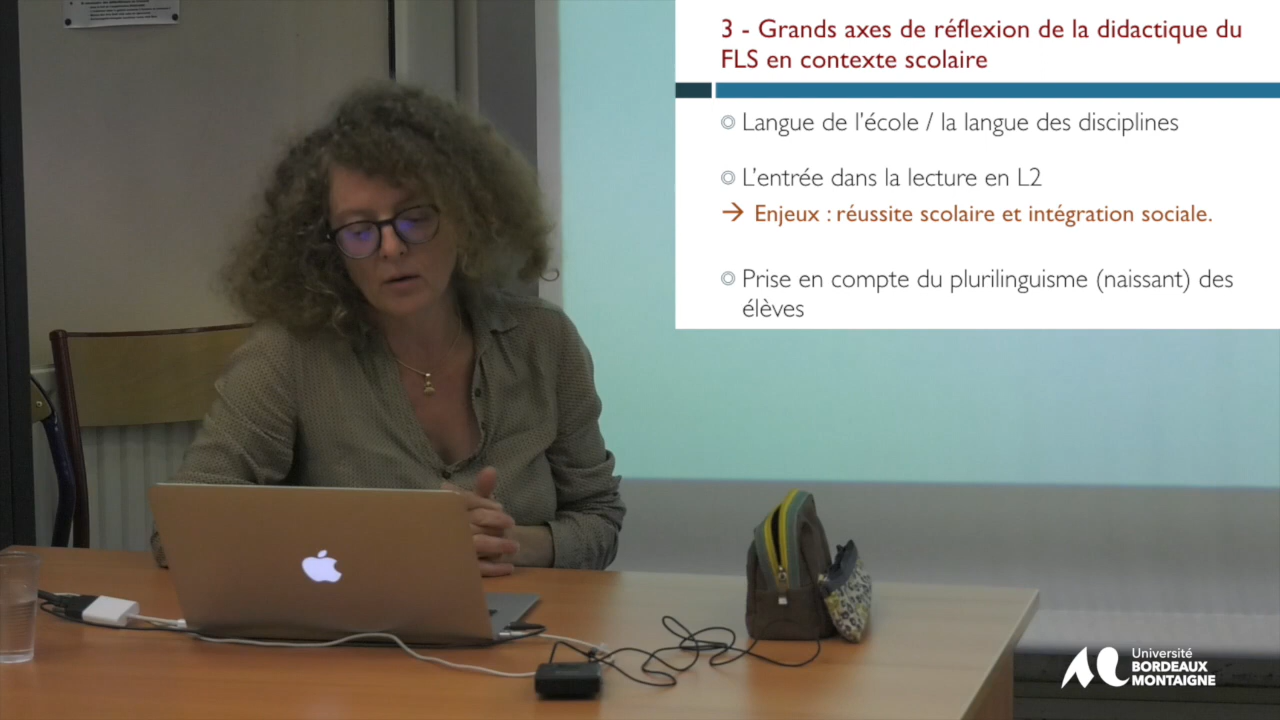 3 - Grands axes de réflexion de la didactique du
FLS en contexte scolaire
Langue de l'école / la langue des disciplines
L'entrée dans la lecture en L2
→ Enjeux : réussite scolaire et intégration sociale.
Prise en compte du plurilinguisme (naissant) des
élèves
Université
BORDEAUX
MONTAIGNE